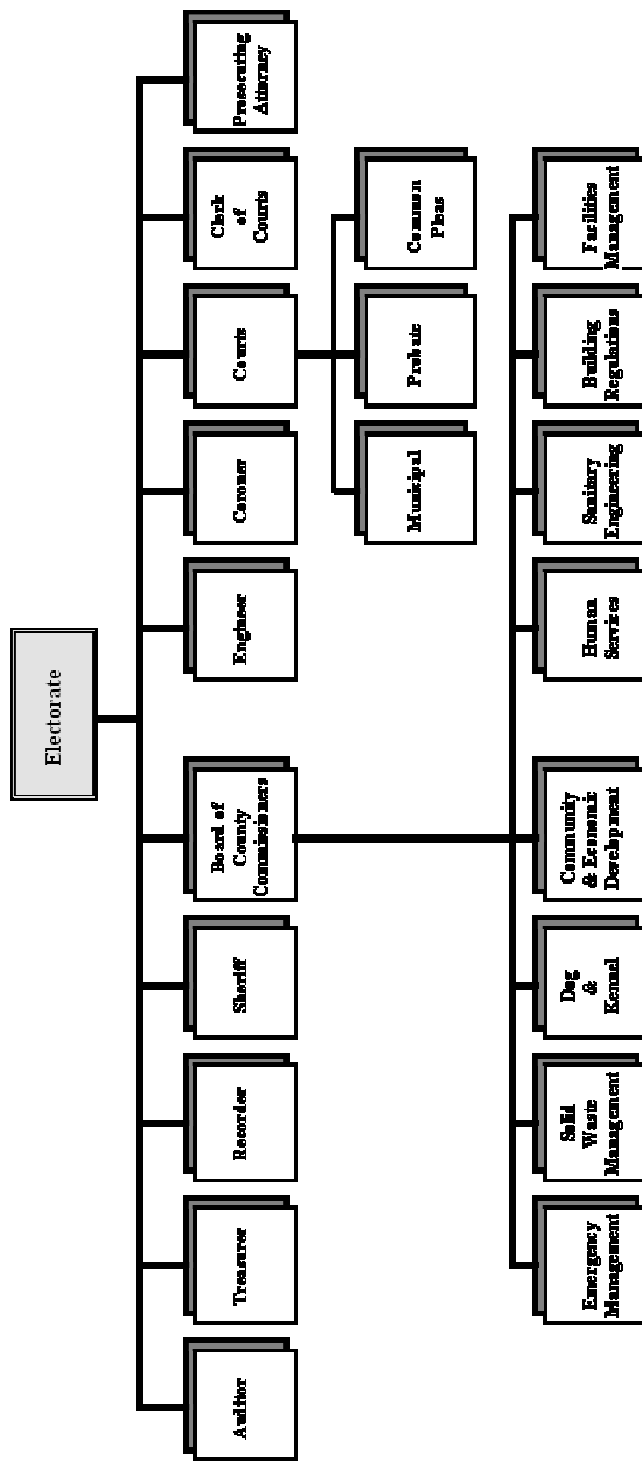 Electorate
Auditor
Treasurer
Recorder
Sheriff
Board of
County
Commissioners
Engineer
Coroner
Courts
Clerk
of
Courts
Prosecuting
Attorney
Municipal
Probate
Common
Pleas
Emergency
Management
Solid
Waste
Management
Dog
&
Kennel
Community
& Economic
Development
Human
Services
Sanitary
Engineering
Building
Regulations
Facilities
Management